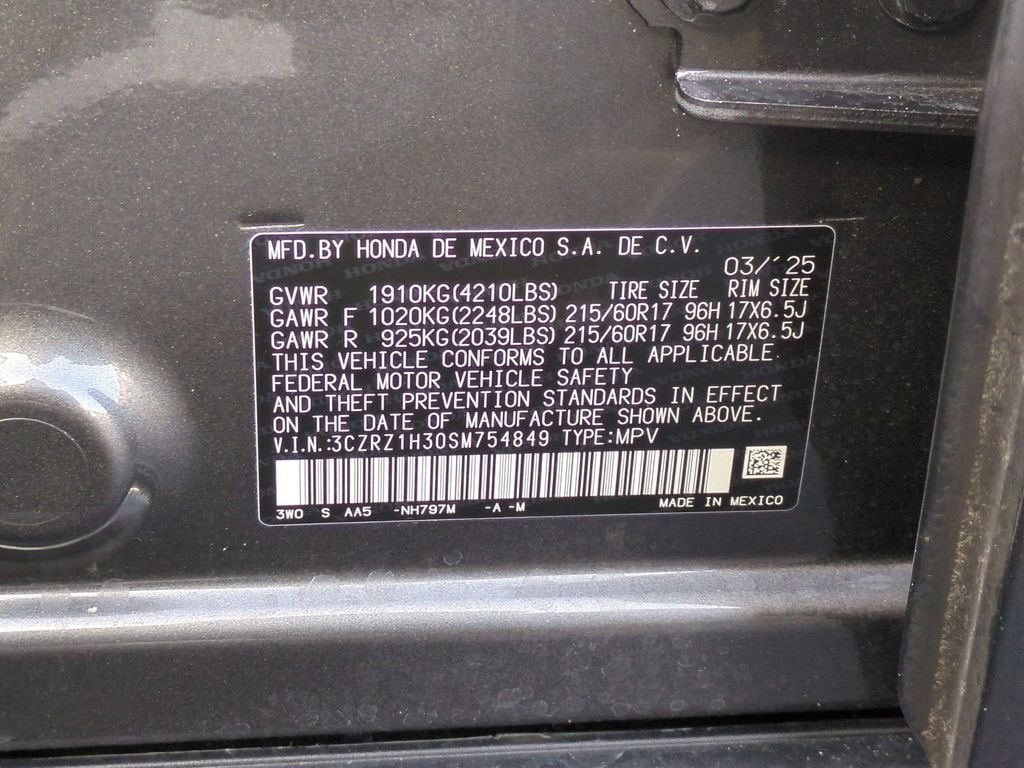 MFD.BY HONDA DE MEXICO S.A. DE C.V.
03/´25
GVWR 1910KG(4210LBS) TIRE SIZE RIM SIZE
GAWR F 1020KG(2248LBS) 215/60R17 96H 17X6.5J
GAWR R 925KG(2039LBS) 215/60R17 96H 17X6.5J
THIS VEHICLE CONFORMS TO ALL APPLICABLE
FEDERAL MOTOR VEHICLE SAFETY
AND THEFT PREVENTION STANDARDS IN EFFECT
ON THE DATE OF MANUFACTURE SHOWN ABOVE.
V.I.N.:3CZRZ1H30SM754849 TYPE:MPV
3W0 S AA5 -NH797M -A -M MADE IN MEXICO